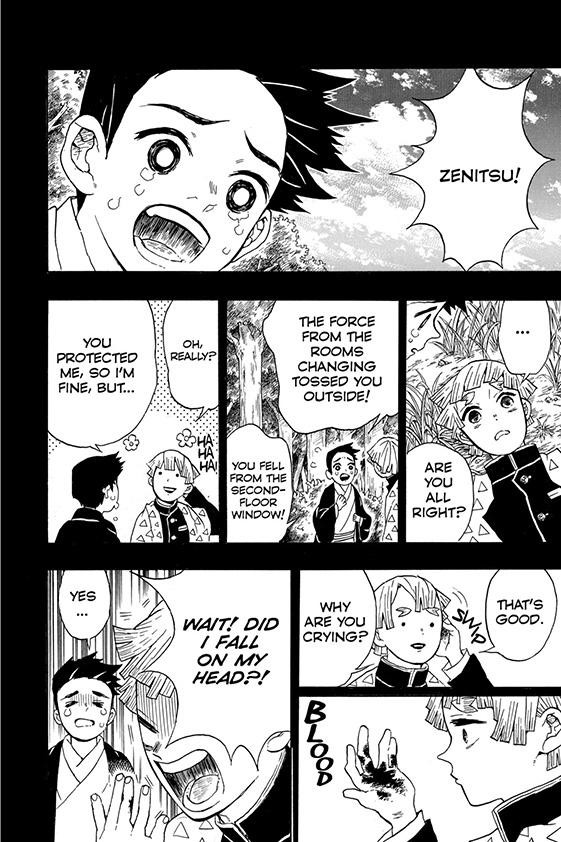 ZENITSU!
....
ARE
YOU
ALL
RIGHT?
THE FORCE
FROM THE
ROOMS
CHANGING
TOSSED YOU
OUTSIDE!
YOU FELL
FROM THE
SECOND-
FLOOR
WINDOW!
OH,
REALLY?
HA
HA
HA!
YOU
PROTECTED
ME, SO I'M
FINE, BUT...
THAT'S
GOOD.
SWP
WHY
ARE YOU
CRYING?
BLOOD
WAIT! DID
I FALL
ON MY
HEAD?!
YES
...